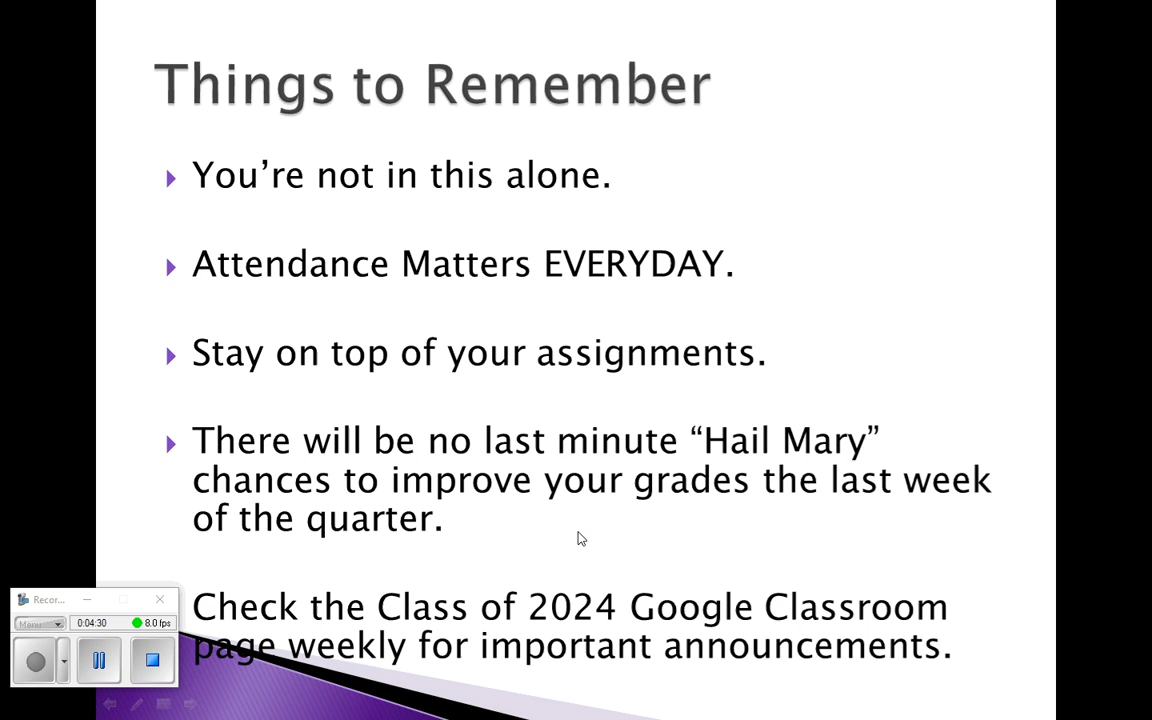 Things to Remember
You’re not in this alone.
Attendance Matters EVERYDAY.
Stay on top of your assignments.
There will be no last minute “Hail Mary”
chances to improve your grades the last week
of the quarter.
Check the Class of 2024 Google Classroom
page weekly for important announcements.
Recor...
Menu
0:04:30
8.0 fps